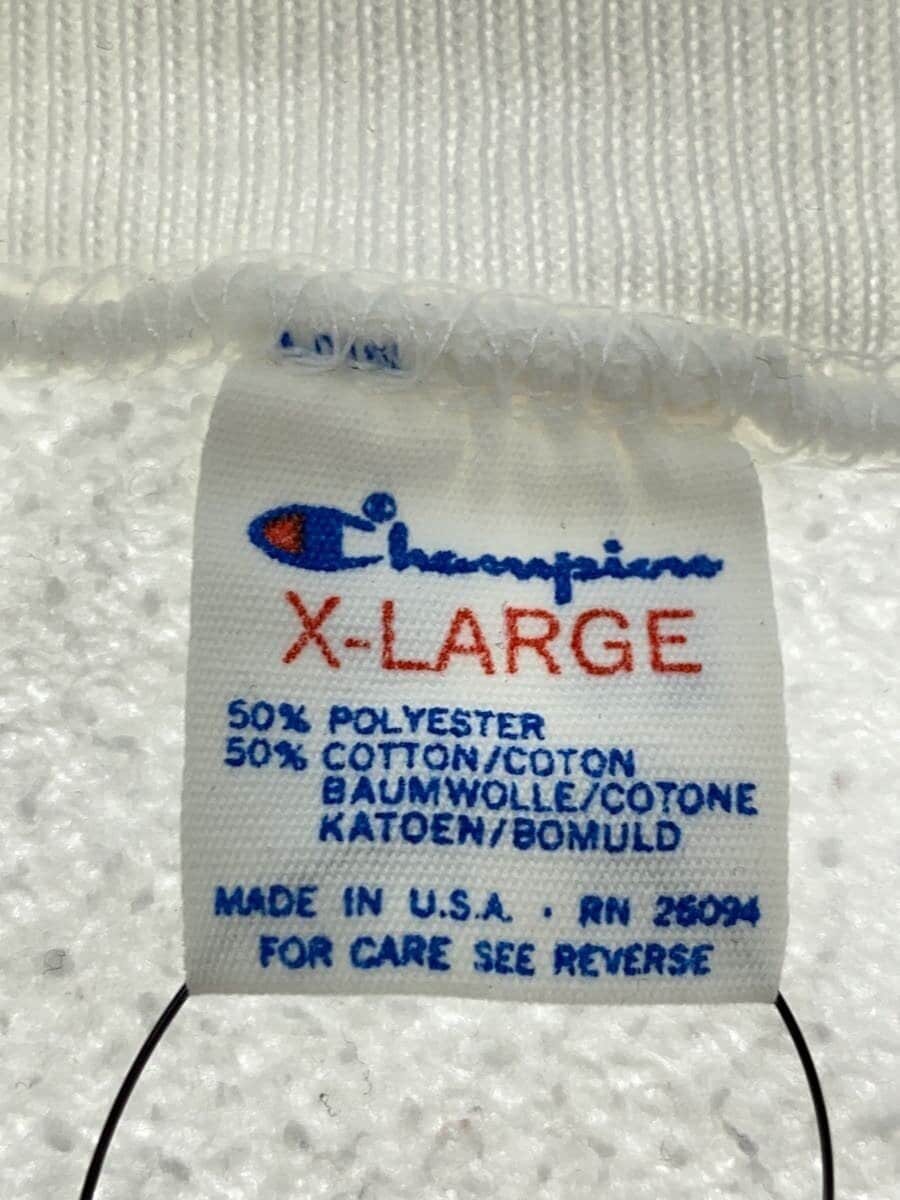 Champion®
X-LARGE
50% POLYESTER
50% COTTON/COTON
BAUMWOLLE/COTONE
KATOEN/BOMULD
MADE IN U.S.A. · RN 26094
FOR CARE SEE REVERSE